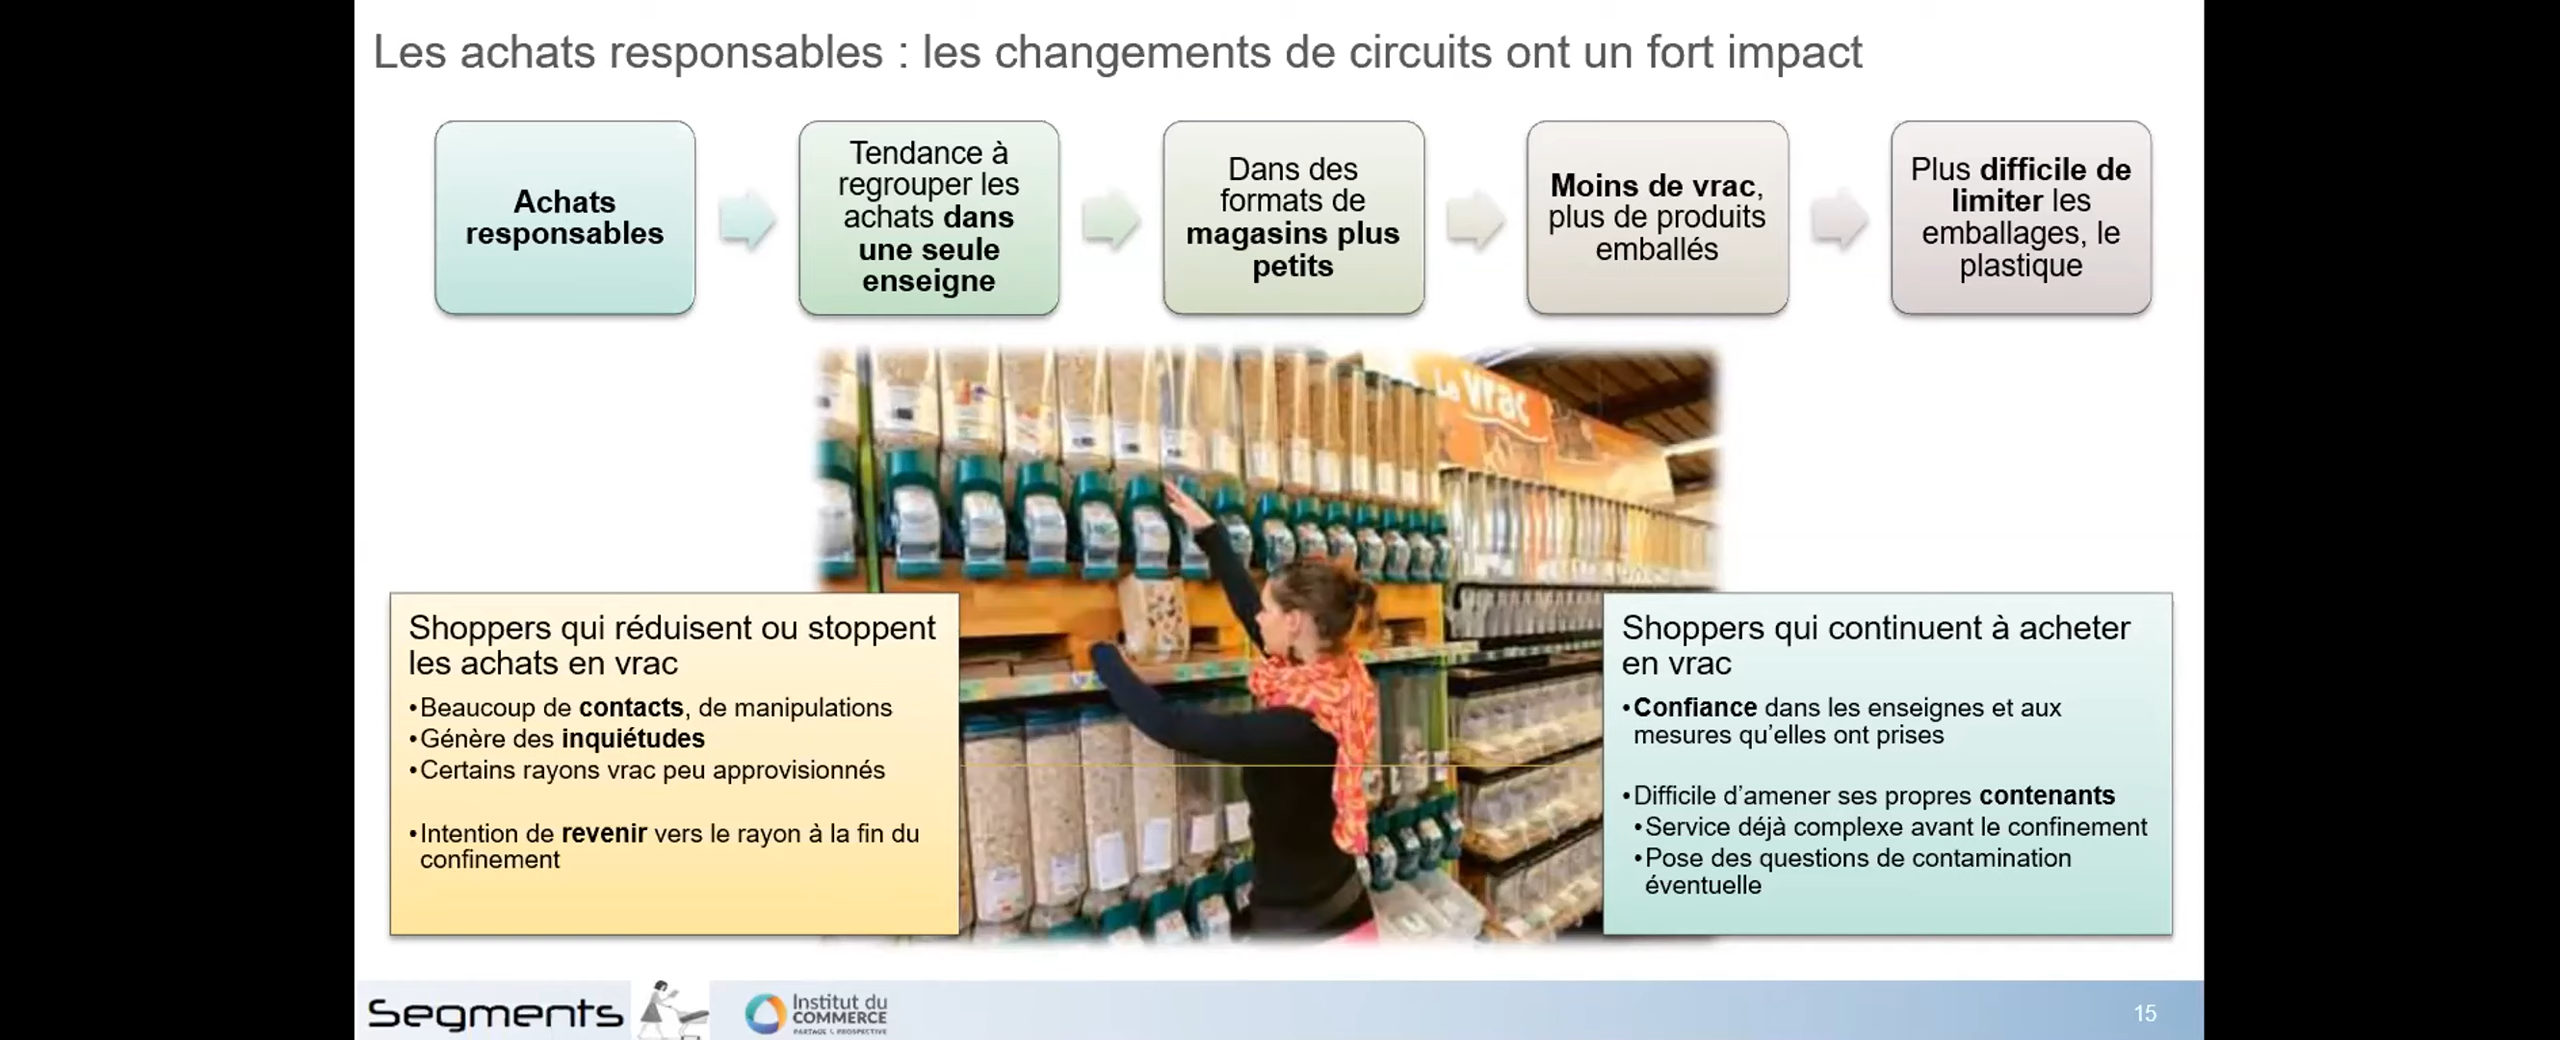 Les achats responsables : les changements de circuits ont un fort impact
Achats
responsables
Tendance à
regrouper les
achats dans
une seule
enseigne
Dans des
formats de
magasins plus
petits
Moins de vrac,
plus de produits
emballés
Plus difficile de
limiter les
emballages, le
plastique
vrac
Shoppers qui réduisent ou stoppent
les achats en vrac
•Beaucoup de contacts, de manipulations
•Génère des inquiétudes
•Certains rayons vrac peu approvisionnés
•Intention de revenir vers le rayon à la fin du
confinement
Shoppers qui continuent à acheter
en vrac
•Confiance dans les enseignes et aux
mesures qu'elles ont prises
•Difficile d'amener ses propres contenants
•Service déjà complexe avant le confinement
•Pose des questions de contamination
éventuelle
Segments
Institut du
COMMERCE
PARTAGE & PROSPECTIVE
15